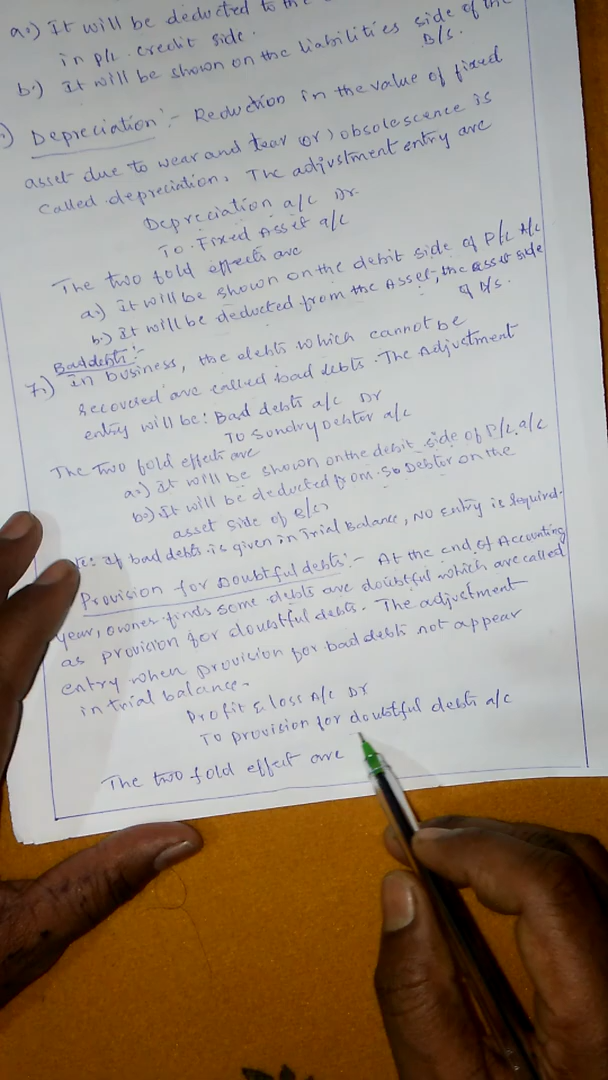 a.) It will be deducted to the
in P/L credit side.
b.) It will be shown on the liabilities side of the
B/s.
) Depreciation :- Reduction in the value of fixed
asset due to wear and tear or) obsolescence is
called depreciation. The adjustment entry are
Depreciation a/c Dr
To Fixed Asset a/c
The two fold effects are
a.) It will be shown on the debit side of P/L A/c
b.) It will be deducted from the Asset, the asset side
of B/s.
Bad debts:-
7.) In business, the debts which cannot be
recovered are called bad debts. The Adjustment
entry will be: Bad debts a/c Dr
To Sundry Debtor a/c
The Two fold effects are
a.) It will be shown on the debit side of P/L a/c
b.) It will be deducted from Debtor on the
asset side of B/s
te: If bad debts is given in Trial Balance, No entry is required.
Provision for Doubtful debts:- At the end of Accounting
year, owner finds some debts are doubtful which are called
as provision for doubtful debts. The adjustment
entry when provision for bad debts not appear
in trial balance.
Profit & loss A/c Dr
To provision for doubtful debts a/c
The two fold effect are